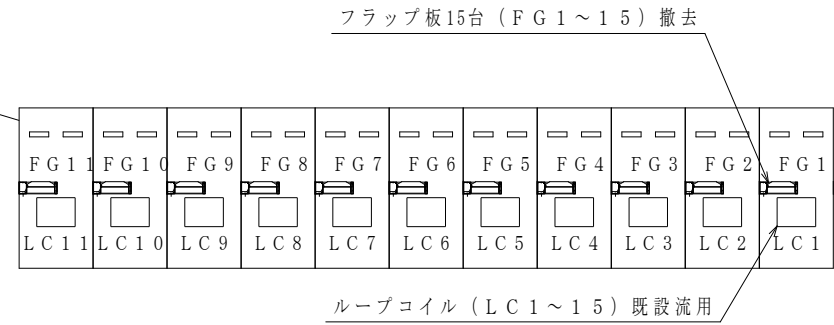 フラップ板15台（ＦＧ１～１５）撤去
ＦＧ１１ ＦＧ１０ ＦＧ９ ＦＧ８ ＦＧ７ ＦＧ６ ＦＧ５ ＦＧ４ ＦＧ３ ＦＧ２ ＦＧ１
ＬＣ１１ ＬＣ１０ ＬＣ９ ＬＣ８ ＬＣ７ ＬＣ６ ＬＣ５ ＬＣ４ ＬＣ３ ＬＣ２ ＬＣ１
ループコイル（ＬＣ１～１５）既設流用